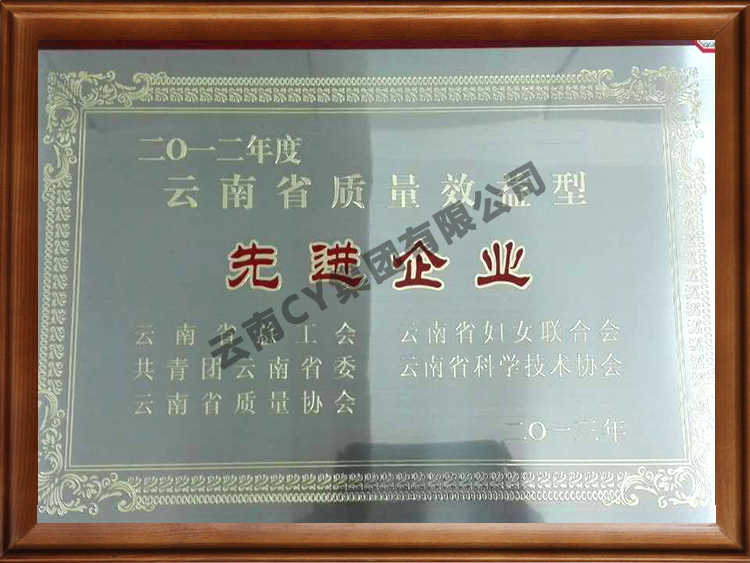 二〇一二年度
云南省质量效益型
先进企业
云南省总工会 云南省妇女联合会
共青团云南省委 云南省科学技术协会
云南省质量协会
二〇一三年
云南CY集团有限公司